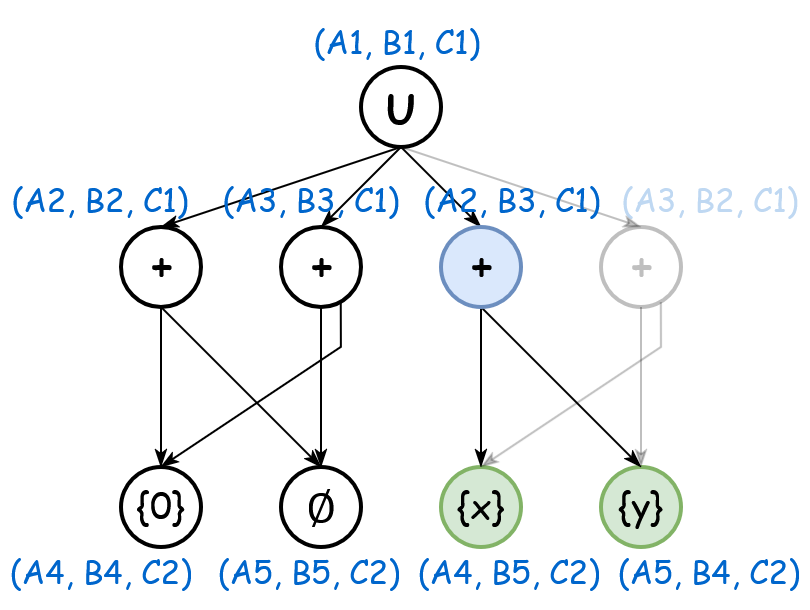 (A1, B1, C1)
∪
(A2, B2, C1) (A3, B3, C1) (A2, B3, C1) (A3, B2, C1)
+ + + +
{0} ∅ {x} {y}
(A4, B4, C2) (A5, B5, C2) (A4, B5, C2) (A5, B4, C2)